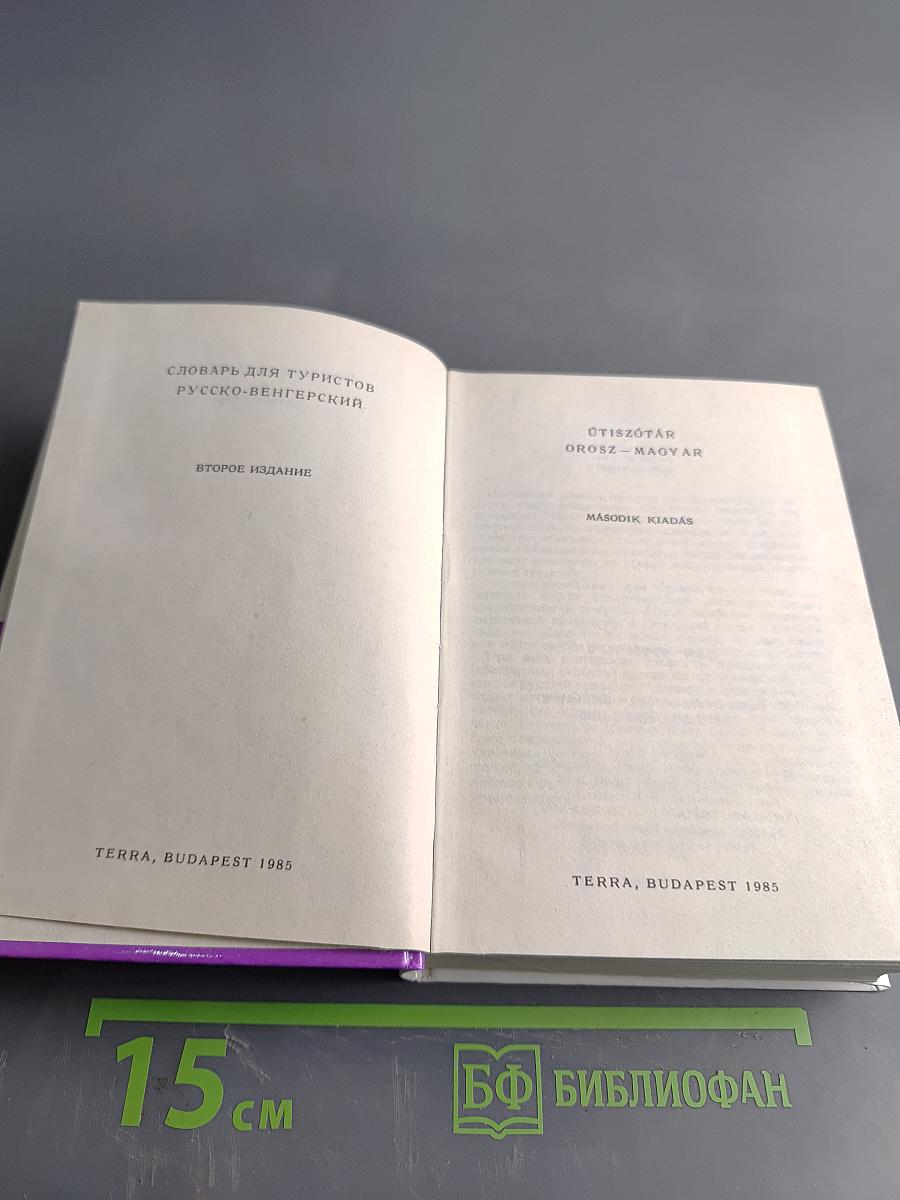 СЛОВАРЬ ДЛЯ ТУРИСТОВ
РУССКО-ВЕНГЕРСКИЙ
ВТОРОЕ ИЗДАНИЕ
TERRA, BUDAPEST 1985
ÚTISZÓTÁR
OROSZ – MAGYAR
MÁSODIK KIADÁS
TERRA, BUDAPEST 1985
15 см
БФ БИБЛИОФАН